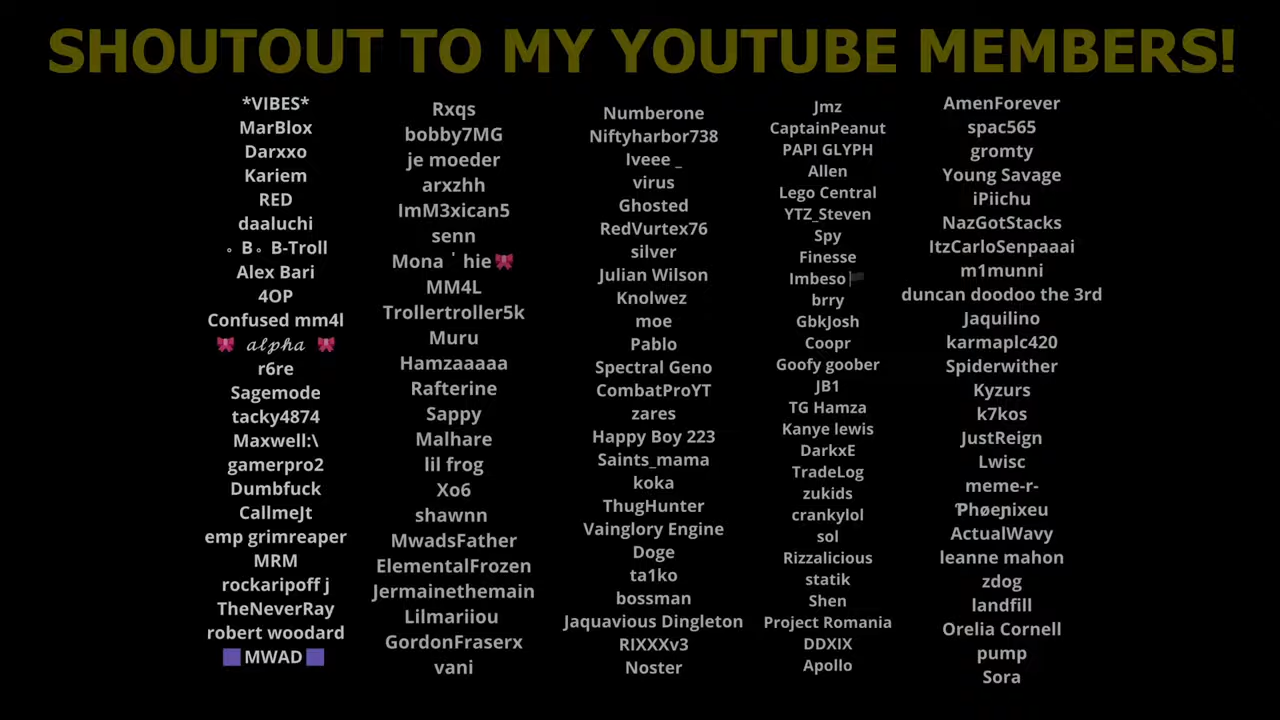 SHOUTOUT TO MY YOUTUBE MEMBERS!
*VIBES*
MarBlox
Darxxo
Kariem
RED
daaluchi
。B。B-Troll
Alex Bari
4OP
Confused mm4l
🎀 𝓪𝓵𝓹𝓱𝓪 🎀
r6re
Sagemode
tacky4874
Maxwell:\
gamerpro2
Dumbfuck
CallmeJt
emp grimreaper
MRM
rockaripoff j
TheNeverRay
robert woodard
🟪MWAD🟪
Rxqs
bobby7MG
je moeder
arxzhh
ImM3xican5
senn
Mona ˈ hie🎀
MM4L
Trollertroller5k
Muru
Hamzaaaaa
Rafterine
Sappy
Malhare
lil frog
Xo6
shawnn
MwadsFather
ElementalFrozen
Jermainethemain
Lilmariiou
GordonFraserx
vani
Numberone
Niftyharbor738
Iveee _
virus
Ghosted
RedVurtex76
silver
Julian Wilson
Knolwez
moe
Pablo
Spectral Geno
CombatProYT
zares
Happy Boy 223
Saints_mama
koka
ThugHunter
Vainglory Engine
Doge
ta1ko
bossman
Jaquavious Dingleton
RIXXXv3
Noster
Jmz
CaptainPeanut
PAPI GLYPH
Allen
Lego Central
YTZ_Steven
Spy
Finesse
Imbeso🏴
brry
GbkJosh
Coopr
Goofy goober
JB1
TG Hamza
Kanye lewis
DarkxE
TradeLog
zukids
crankylol
sol
Rizzalicious
statik
Shen
Project Romania
DDXIX
Apollo
AmenForever
spac565
gromty
Young Savage
iPiichu
NazGotStacks
ItzCarloSenpaaai
m1munni
duncan doodoo the 3rd
Jaquilino
karmaplc420
Spiderwither
Kyzurs
k7kos
JustReign
Lwisc
meme-r-
Ƥhøeɲixeu
ActualWavy
leanne mahon
zdog
landfill
Orelia Cornell
pump
Sora